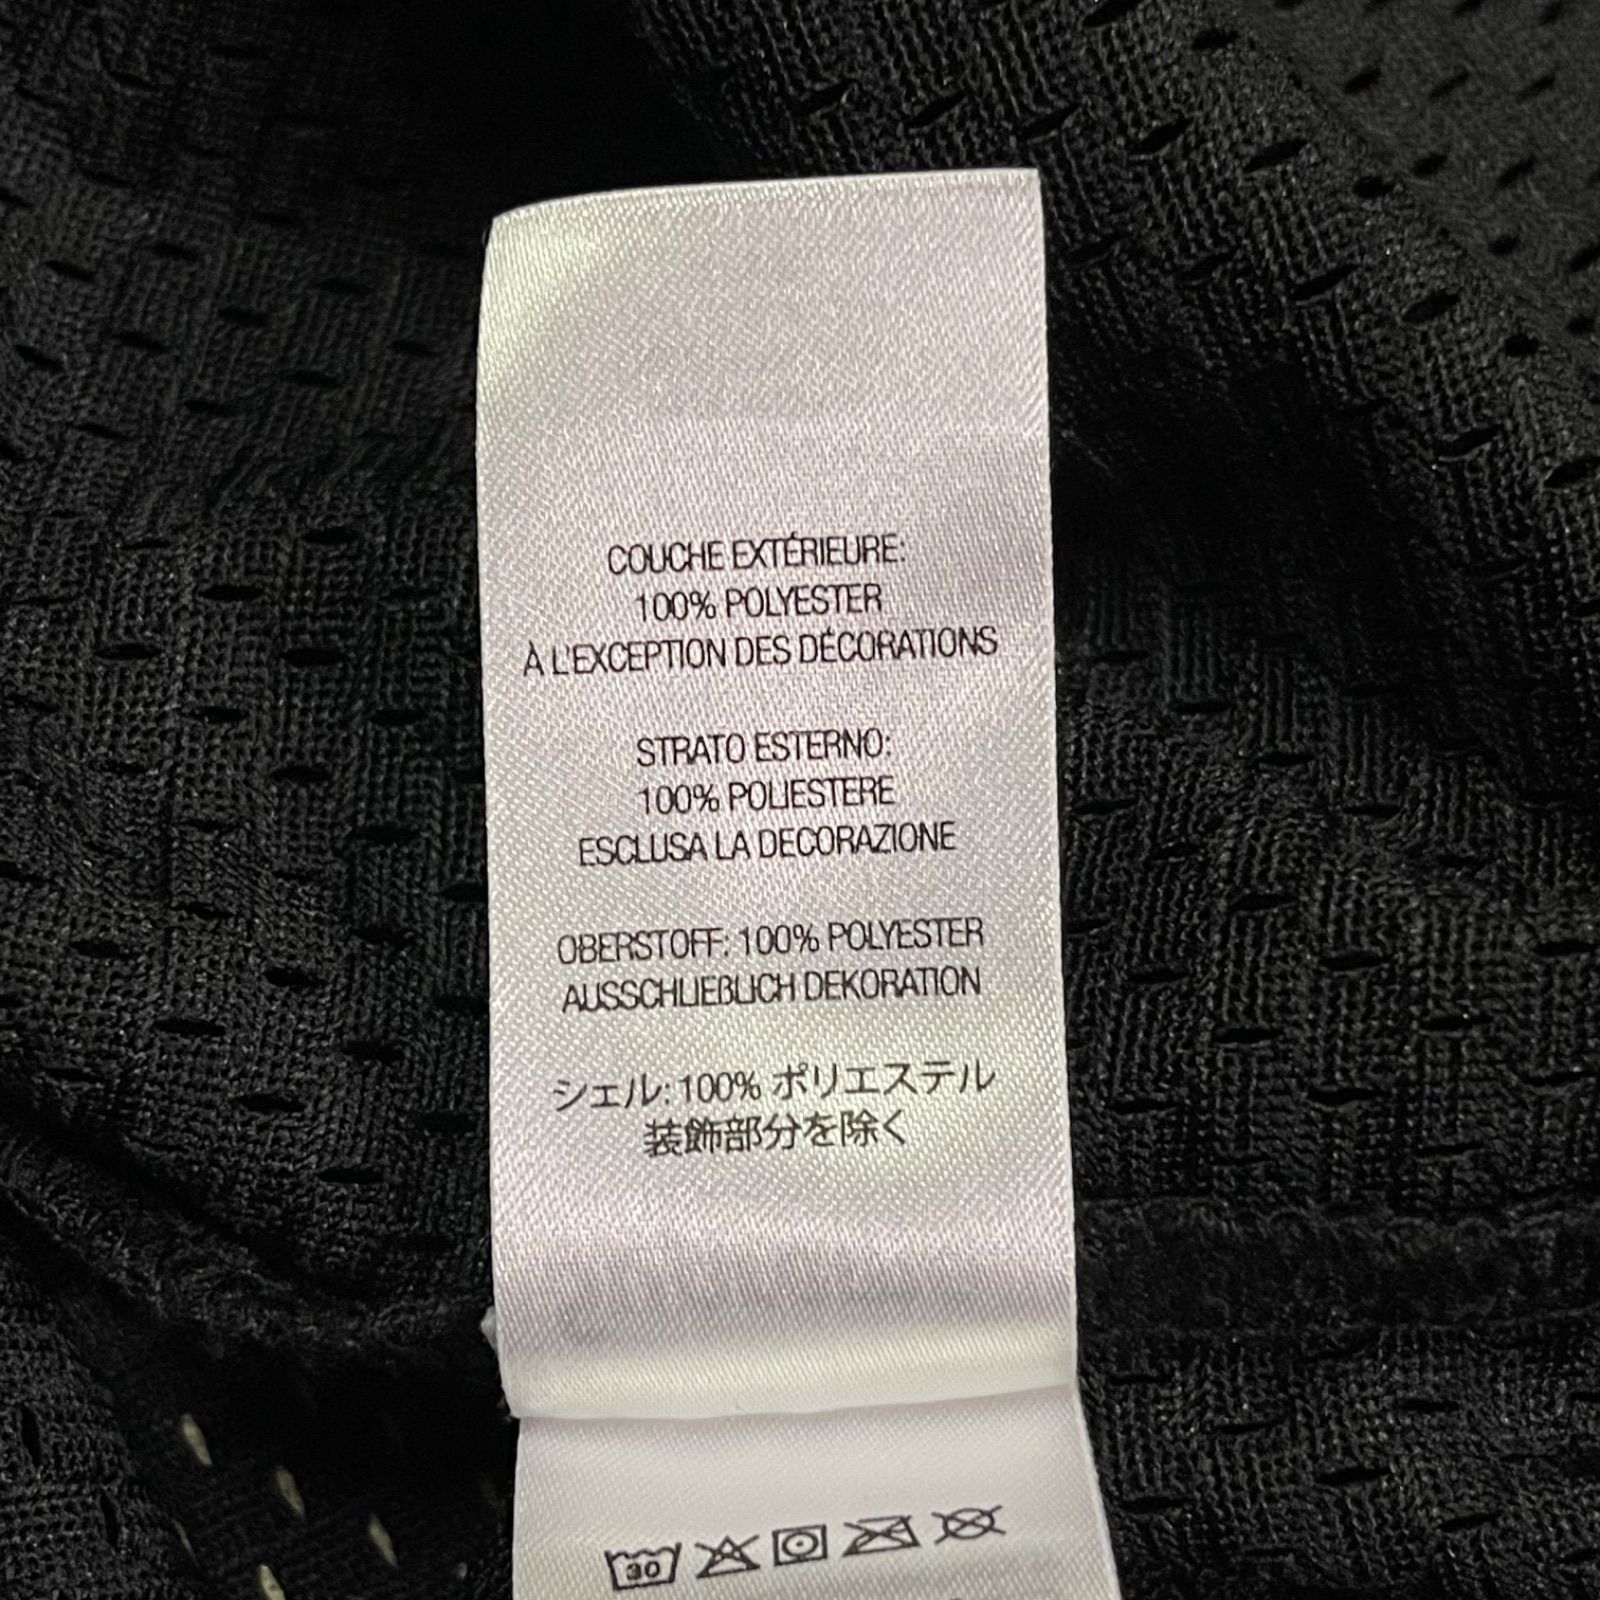 COUCHE EXTÉRIEURE:
100% POLYESTER
À L'EXCEPTION DES DÉCORATIONS
STRATO ESTERNO:
100% POLIESTERE
ESCLUSA LA DECORAZIONE
OBERSTOFF: 100% POLYESTER
AUSSCHLIEßLICH DEKORATION
シェル: 100% ポリエステル
装飾部分を除く
30